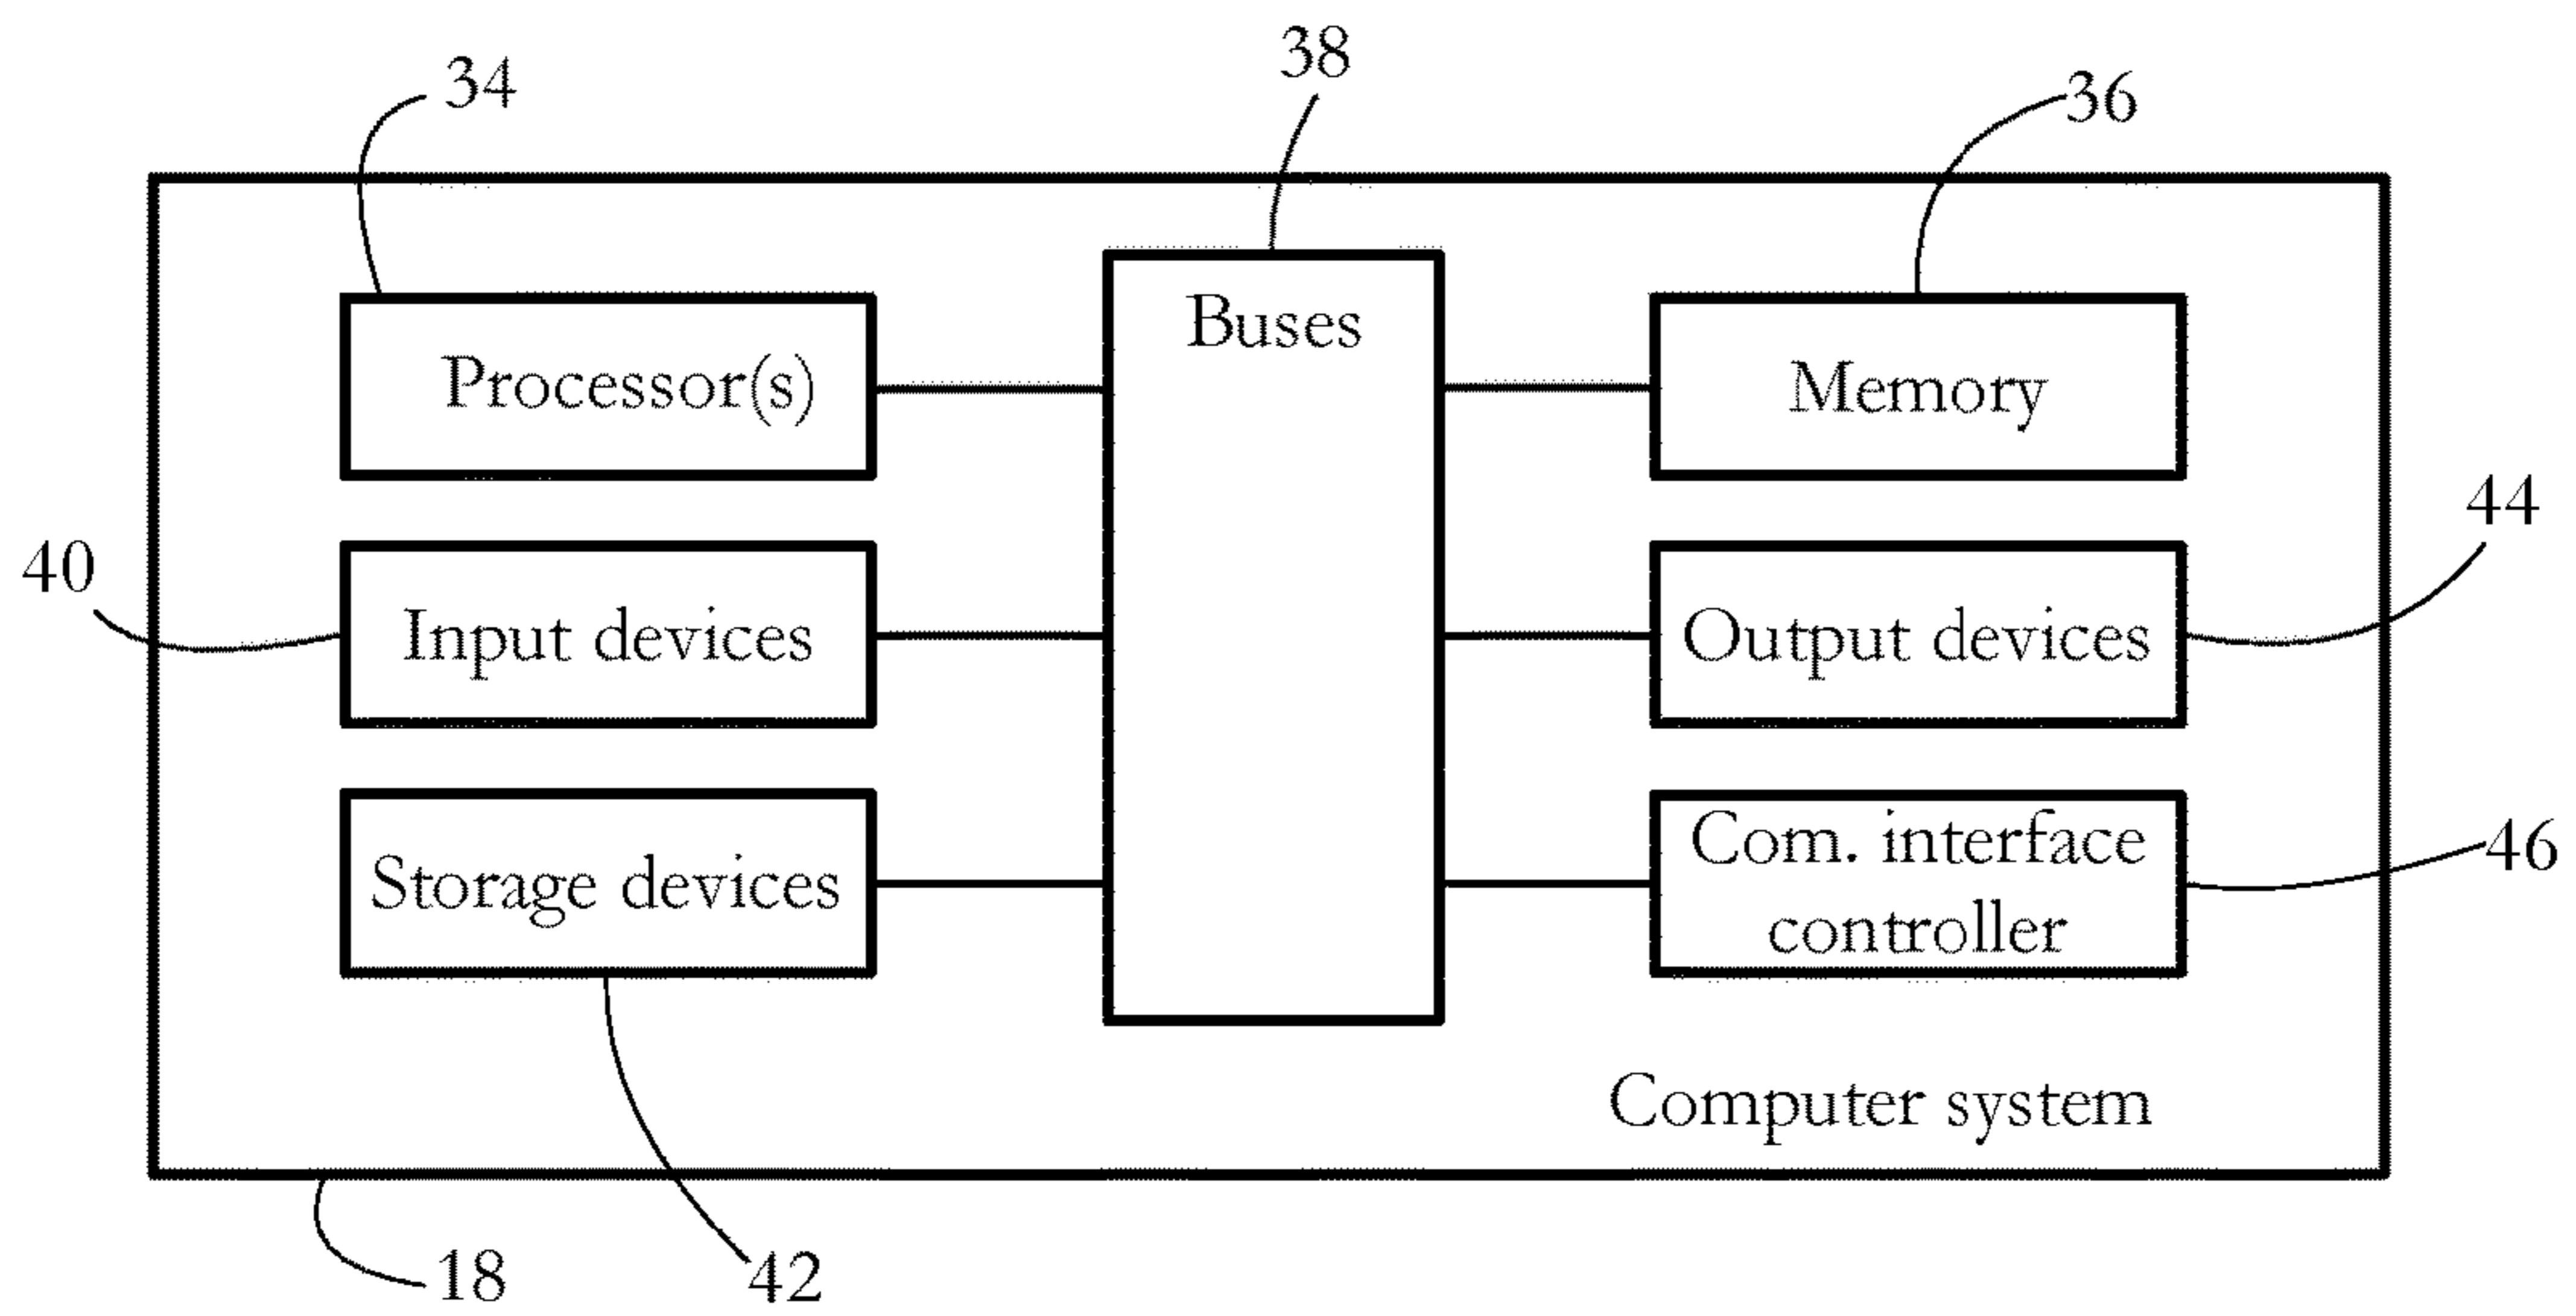 38
34
36
Buses
Processor(s)
Memory
44
40
Input devices
Output devices
Com. interface
controller
46
Storage devices
Computer system
18
42